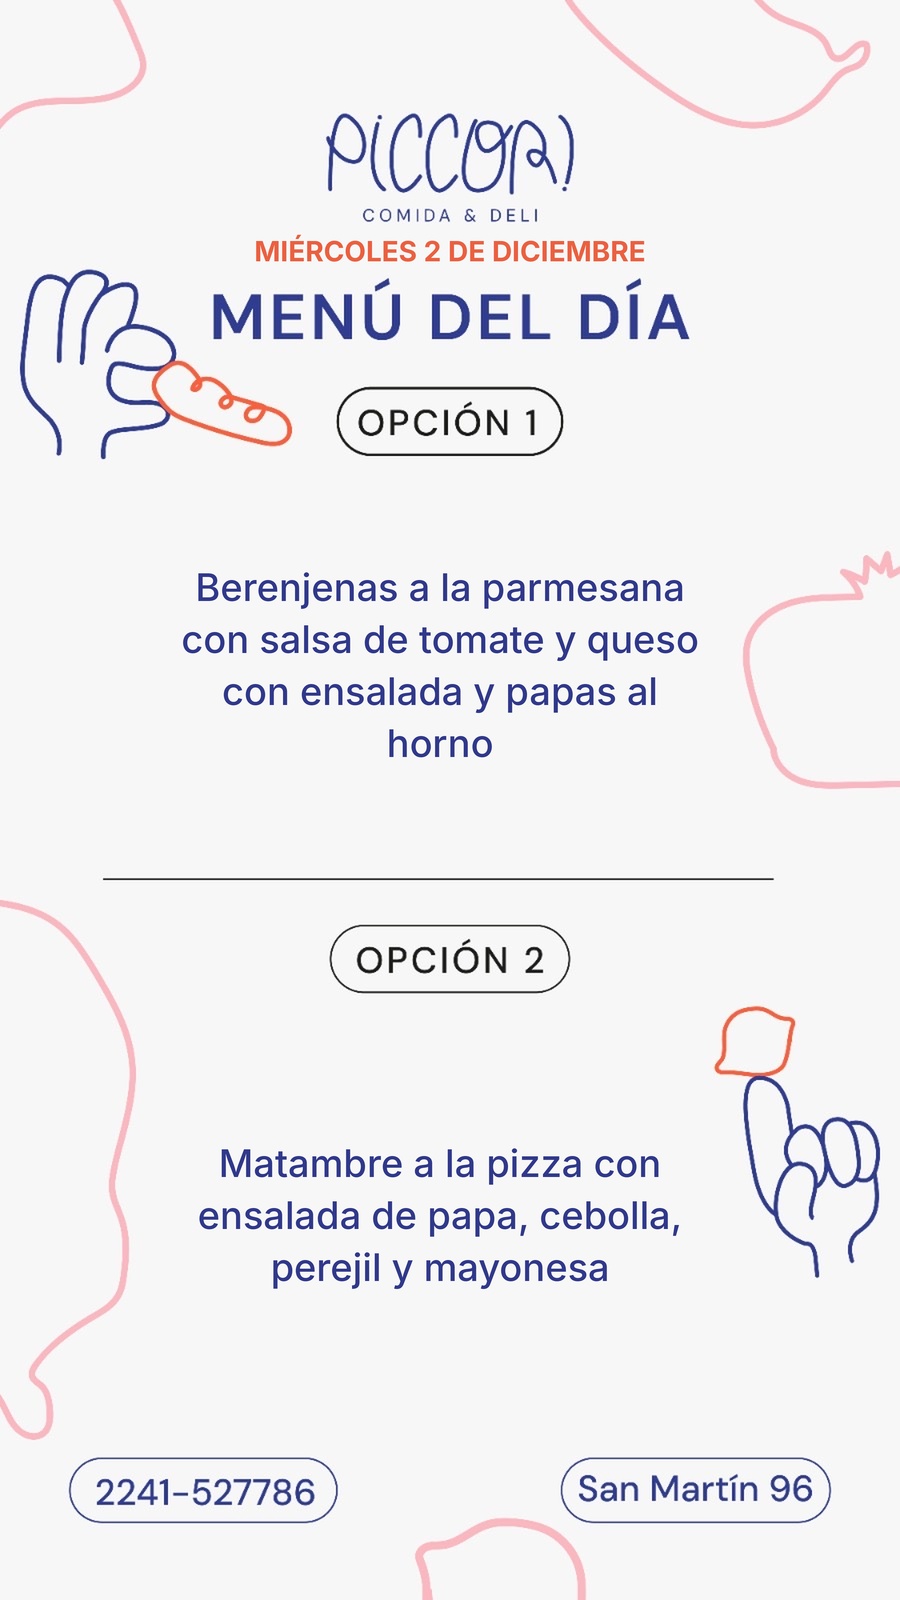 PiCCOR!
COMIDA & DELI
MIÉRCOLES 2 DE DICIEMBRE
MENÚ DEL DÍA
OPCIÓN 1
Berenjenas a la parmesana
con salsa de tomate y queso
con ensalada y papas al
horno
OPCIÓN 2
Matambre a la pizza con
ensalada de papa, cebolla,
perejil y mayonesa
2241-527786
San Martín 96